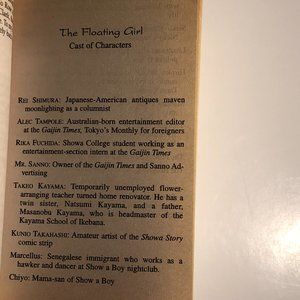 The Floating Girl
Cast of Characters
REI SHIMURA: Japanese-American antiques maven
moonlighting as a columnist
ALEC TAMPOLE: Australian-born entertainment editor
at the Gaijin Times, Tokyo's Monthly for foreigners
RIKA FUCHIDA: Showa College student working as an
entertainment-section intern at the Gaijin Times
MR. SANNO: Owner of the Gaijin Times and Sanno Ad-
vertising
TAKEO KAYAMA: Temporarily unemployed flower-
arranging teacher turned home renovator. He has a
twin sister, Natsumi Kayama, and a father,
Masanobu Kayama, who is headmaster of the
Kayama School of Ikebana.
KUNIO TAKAHASHI: Amateur artist of the Showa Story
comic strip
Marcellus: Senegalese immigrant who works as a
hawker and dancer at Show a Boy nightclub.
Chiyo: Mama-san of Show a Boy